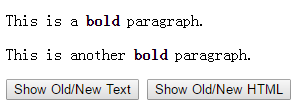 This is a bold paragraph.
This is another bold paragraph.
Show Old/New Text Show Old/New HTML